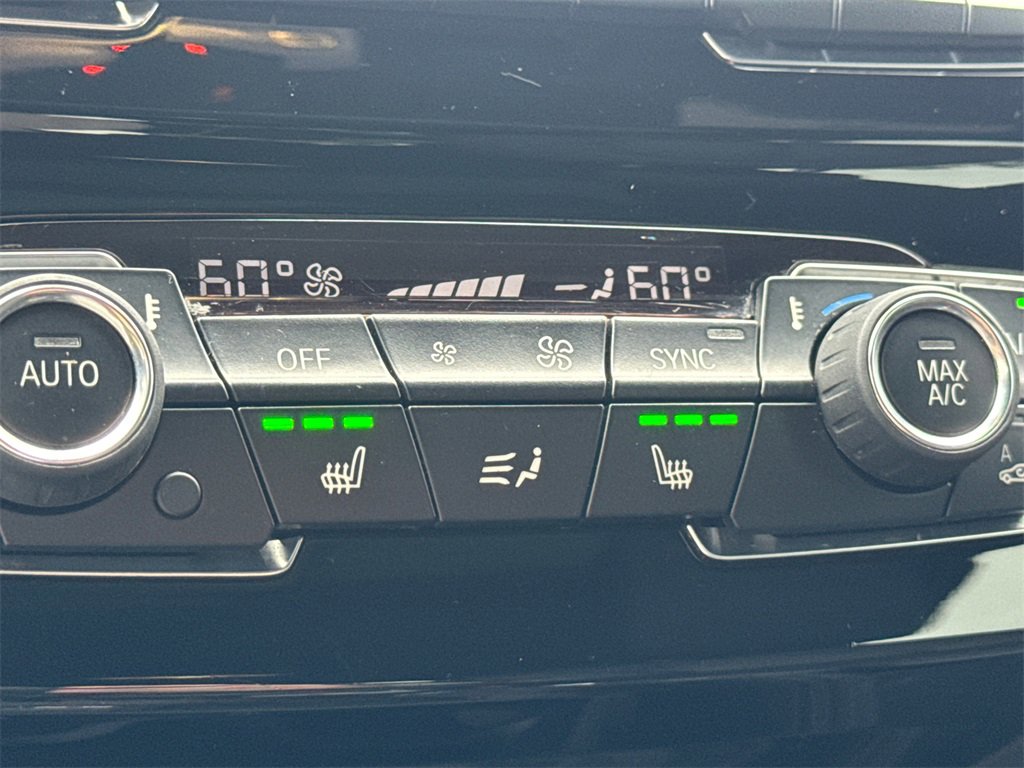 60° 60°
OFF SYNC
AUTO MAX
A/C
A